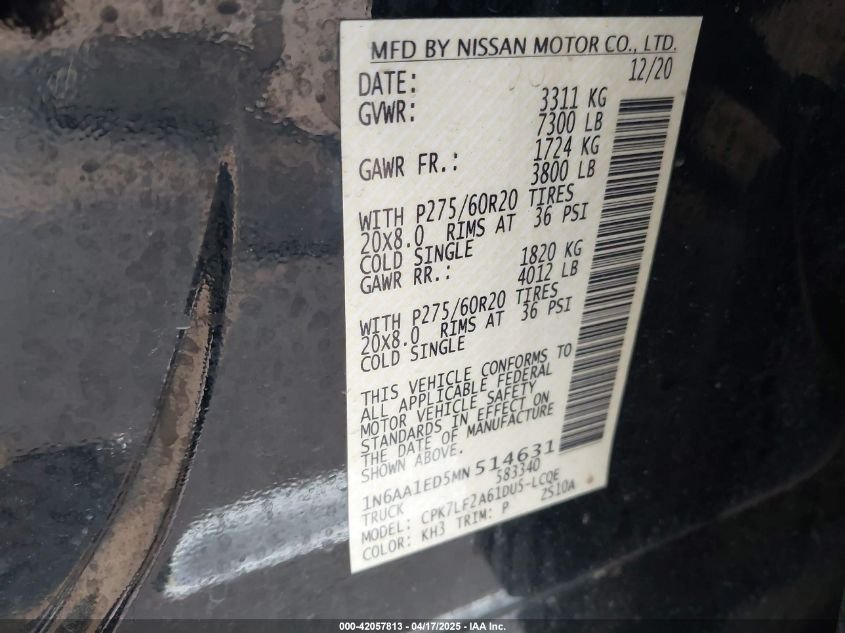 MFD BY NISSAN MOTOR CO., LTD.
DATE: 12/20
GVWR: 3311 KG
7300 LB
GAWR FR.: 1724 KG
3800 LB
WITH P275/60R20 TIRES
20X8.0 RIMS AT 36 PSI
COLD SINGLE
GAWR RR.: 1820 KG
4012 LB
WITH P275/60R20 TIRES
20X8.0 RIMS AT 36 PSI
COLD SINGLE
THIS VEHICLE CONFORMS TO
ALL APPLICABLE FEDERAL
MOTOR VEHICLE SAFETY
STANDARDS IN EFFECT ON
THE DATE OF MANUFACTURE
SHOWN ABOVE.
1N6AA1ED5MN 514631
TRUCK 583340
MODEL: CPK7LF2A61DU5-LCQE
COLOR: KH3 TRIM: P 2S10A
000-42057813 - 04/17/2025 - IAA Inc.